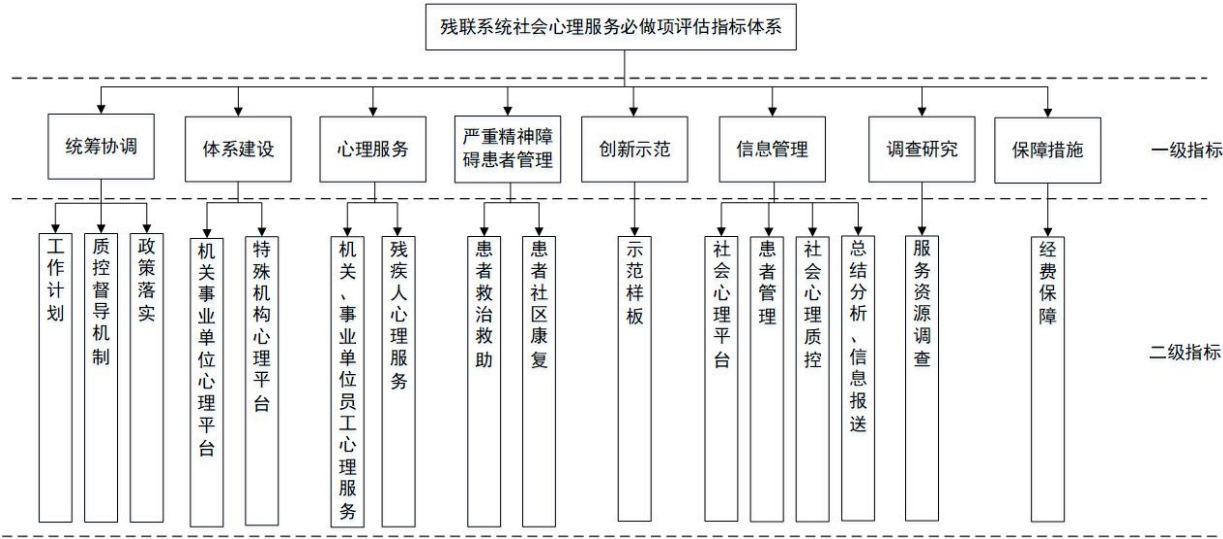 残联系统社会心理服务必做项评估指标体系
统筹协调
体系建设
心理服务
严重精神障
碍患者管理
创新示范
信息管理
调查研究
保障措施
一级指标
工作计划
质控督导机制
政策落实
机关事业单位心理平台
特殊机构心理平台
机关、事业单位员工心理服务
残疾人心理服务
患者救治救助
患者社区康复
示范样板
社会心理平台
患者管理
社会心理质控
总结分析、信息报送
服务资源调查
经费保障
二级指标